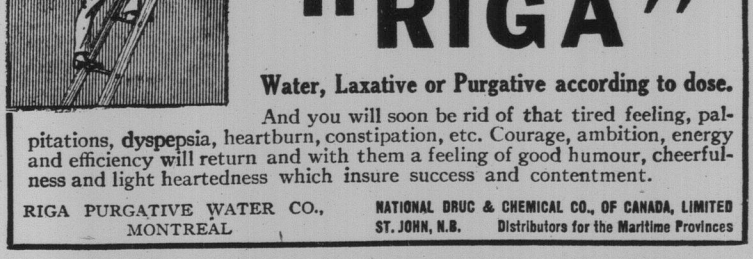 "RIGA"
Water, Laxative or Purgative according to dose.
And you will soon be rid of that tired feeling, pal-
pitations, dyspepsia, heartburn, constipation, etc. Courage, ambition, energy
and efficiency will return and with them a feeling of good humour, cheerful-
ness and light heartedness which insure success and contentment.
RIGA PURGATIVE WATER CO.,
MONTREAL
NATIONAL DRUC & CHEMICAL CO., OF CANADA, LIMITED
ST. JOHN, N.B. Distributors for the Maritime Provinces